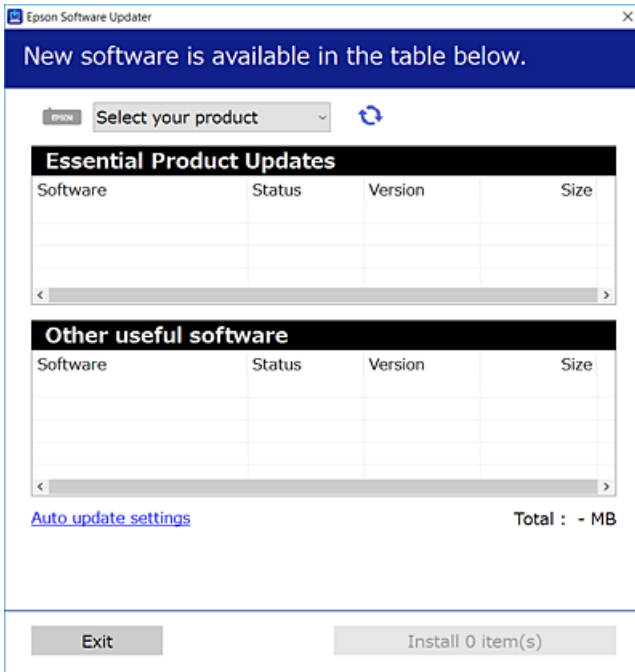 Epson Software Updater
New software is available in the table below.
EPSON Select your product
Essential Product Updates
Software Status Version Size
Other useful software
Software Status Version Size
Auto update settings Total : - MB
Exit Install 0 item(s)